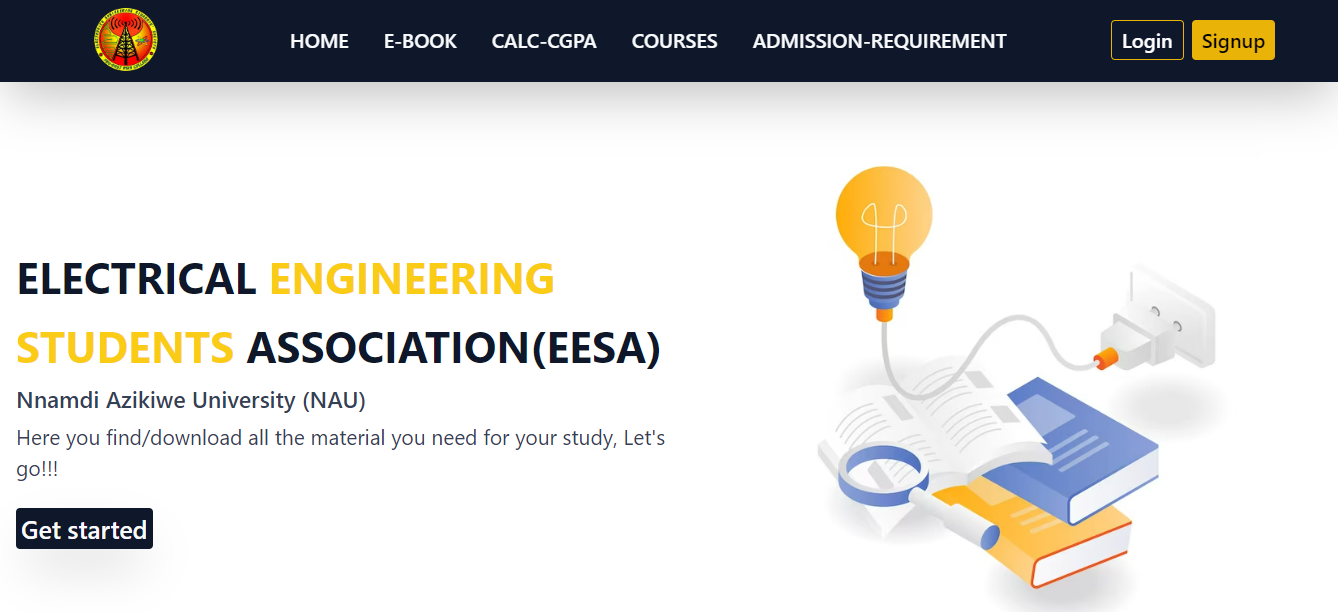 HOME E-BOOK CALC-CGPA COURSES ADMISSION-REQUIREMENT Login Signup
ELECTRICAL ENGINEERING
STUDENTS ASSOCIATION(EESA)
Nnamdi Azikiwe University (NAU)
Here you find/download all the material you need for your study, Let's
go!!!
Get started